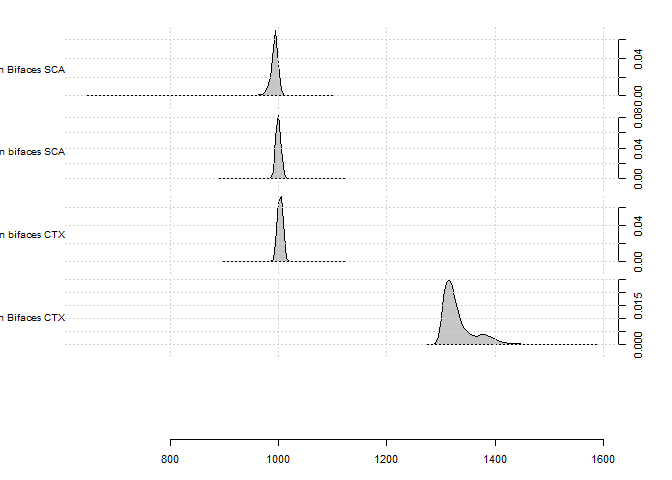 n Bifaces SCA
0.00 0.04
n bifaces SCA
0.00 0.04 0.08
n bifaces CTX
0.00 0.04
n Bifaces CTX
0.000 0.015
800 1000 1200 1400 1600